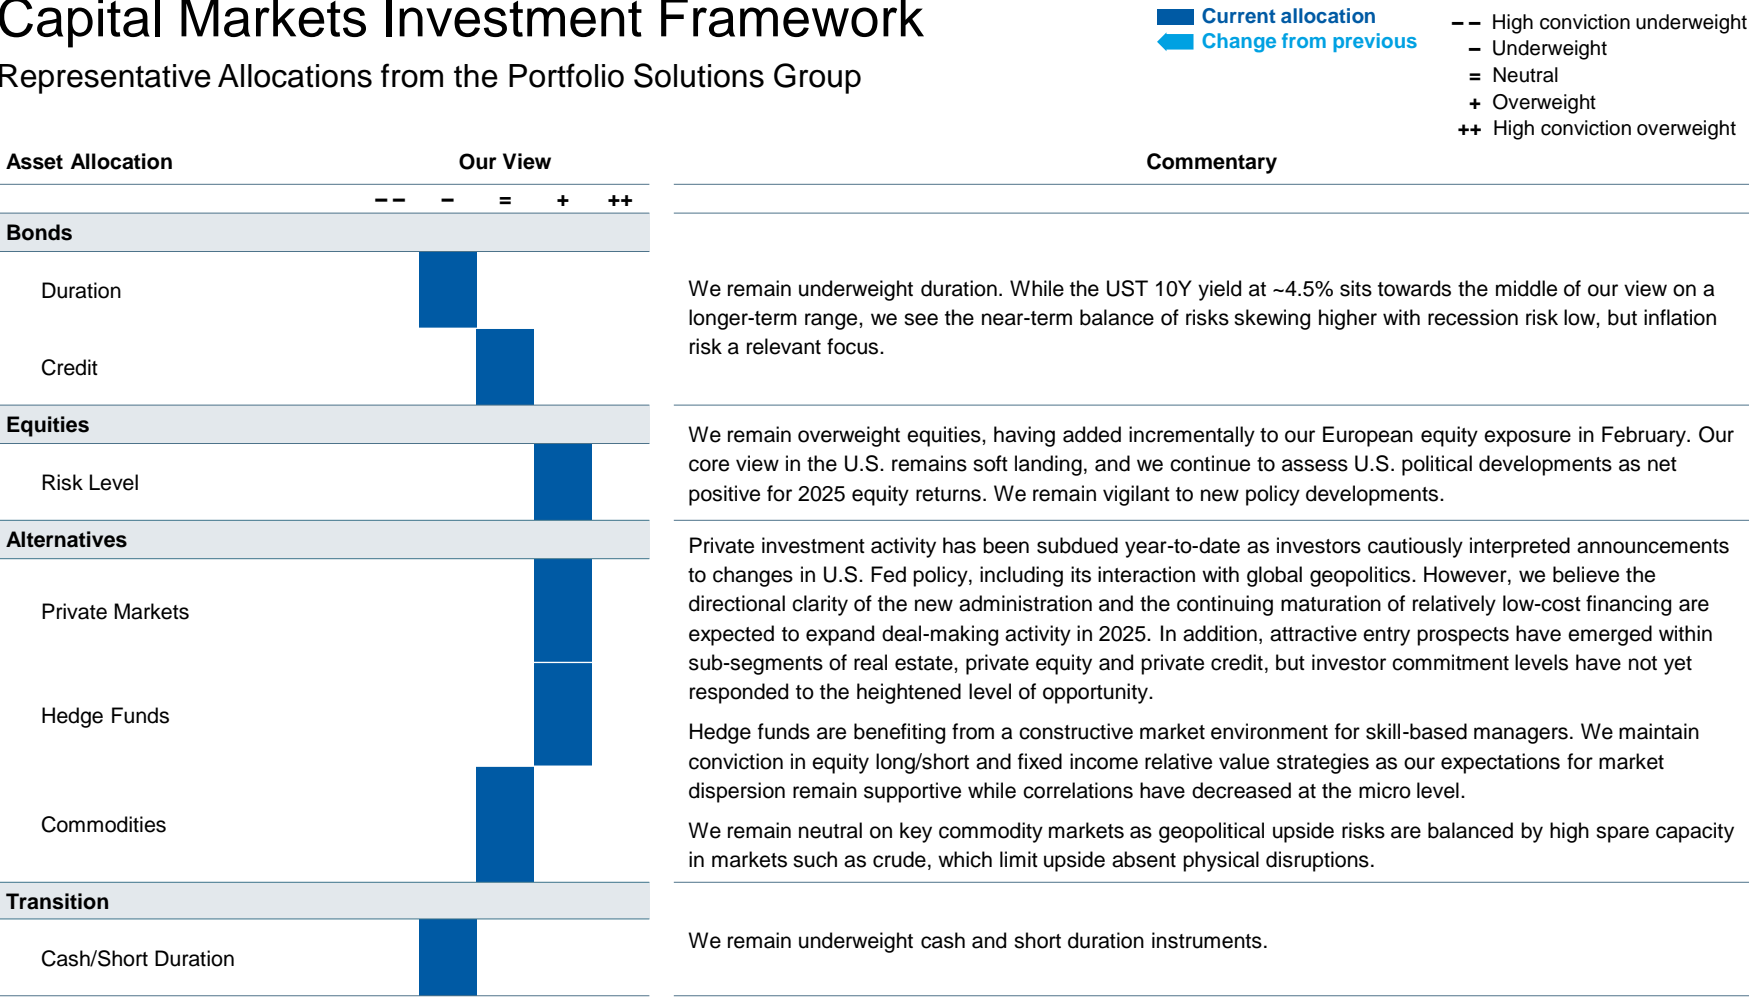 Capital Markets Investment Framework
Representative Allocations from the Portfolio Solutions Group
Current allocation
Change from previous
–– High conviction underweight
– Underweight
= Neutral
+ Overweight
++ High conviction overweight
Asset Allocation Our View Commentary
–– – = + ++
Bonds
Duration
Credit
We remain underweight duration. While the UST 10Y yield at ~4.5% sits towards the middle of our view on a
longer-term range, we see the near-term balance of risks skewing higher with recession risk low, but inflation
risk a relevant focus.
Equities
Risk Level
We remain overweight equities, having added incrementally to our European equity exposure in February. Our
core view in the U.S. remains soft landing, and we continue to assess U.S. political developments as net
positive for 2025 equity returns. We remain vigilant to new policy developments.
Alternatives
Private Markets
Private investment activity has been subdued year-to-date as investors cautiously interpreted announcements
to changes in U.S. Fed policy, including its interaction with global geopolitics. However, we believe the
directional clarity of the new administration and the continuing maturation of relatively low-cost financing are
expected to expand deal-making activity in 2025. In addition, attractive entry prospects have emerged within
sub-segments of real estate, private equity and private credit, but investor commitment levels have not yet
responded to the heightened level of opportunity.
Hedge Funds
Hedge funds are benefiting from a constructive market environment for skill-based managers. We maintain
conviction in equity long/short and fixed income relative value strategies as our expectations for market
dispersion remain supportive while correlations have decreased at the micro level.
Commodities
We remain neutral on key commodity markets as geopolitical upside risks are balanced by high spare capacity
in markets such as crude, which limit upside absent physical disruptions.
Transition
Cash/Short Duration
We remain underweight cash and short duration instruments.